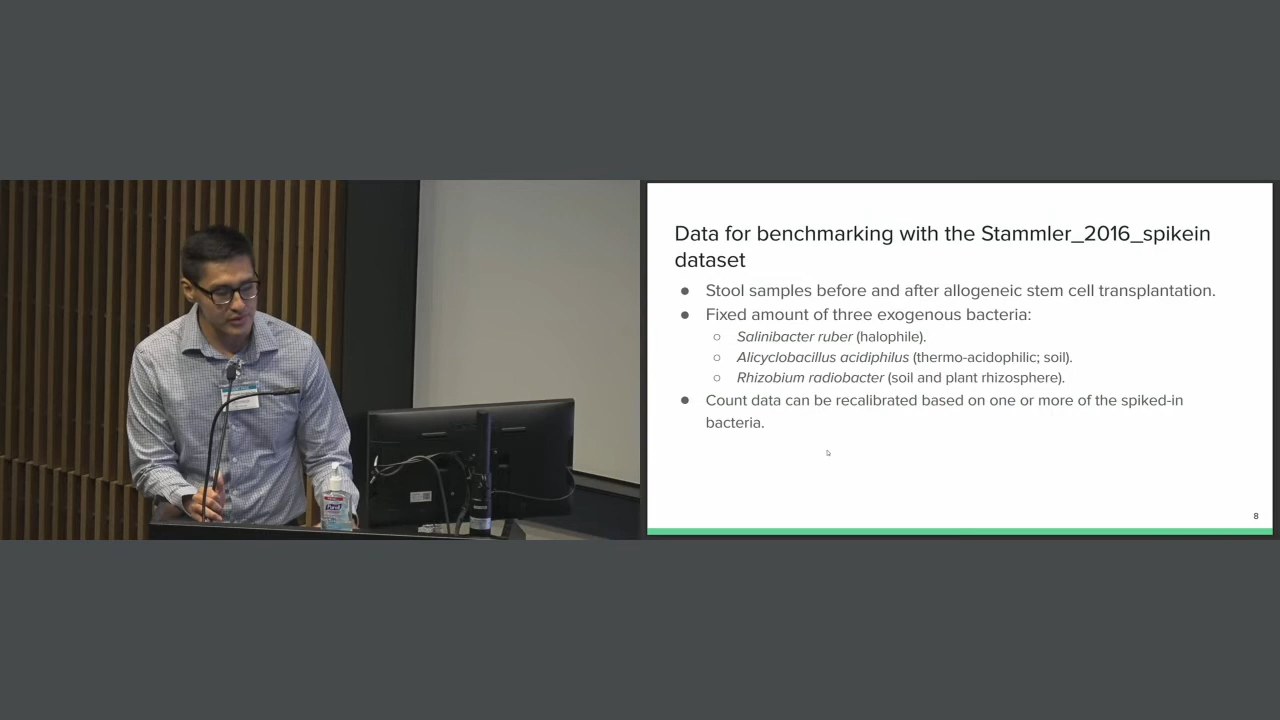 Data for benchmarking with the Stammler_2016_spikein
dataset
● Stool samples before and after allogeneic stem cell transplantation.
● Fixed amount of three exogenous bacteria:
○ Salinibacter ruber (halophile).
○ Alicyclobacillus acidiphilus (thermo-acidophilic; soil).
○ Rhizobium radiobacter (soil and plant rhizosphere).
● Count data can be recalibrated based on one or more of the spiked-in
bacteria.
8
Purell